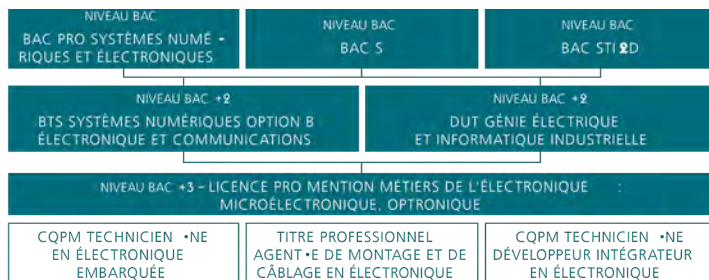 NIVEAU BAC
BAC PRO SYSTÈMES NUMÉ -
RIQUES ET ÉLECTRONIQUES
NIVEAU BAC
BAC S
NIVEAU BAC
BAC STI2D
NIVEAU BAC +2
BTS SYSTÈMES NUMÉRIQUES OPTION B
ÉLECTRONIQUE ET COMMUNICATIONS
NIVEAU BAC +2
DUT GÉNIE ÉLECTRIQUE
ET INFORMATIQUE INDUSTRIELLE
NIVEAU BAC +3 – LICENCE PRO MENTION MÉTIERS DE L'ÉLECTRONIQUE :
MICROÉLECTRONIQUE, OPTRONIQUE
CQPM TECHNICIEN •NE
EN ÉLECTRONIQUE
EMBARQUÉE
TITRE PROFESSIONNEL
AGENT •E DE MONTAGE ET DE
CÂBLAGE EN ÉLECTRONIQUE
CQPM TECHNICIEN •NE
DÉVELOPPEUR INTÉGRATEUR
EN ÉLECTRONIQUE